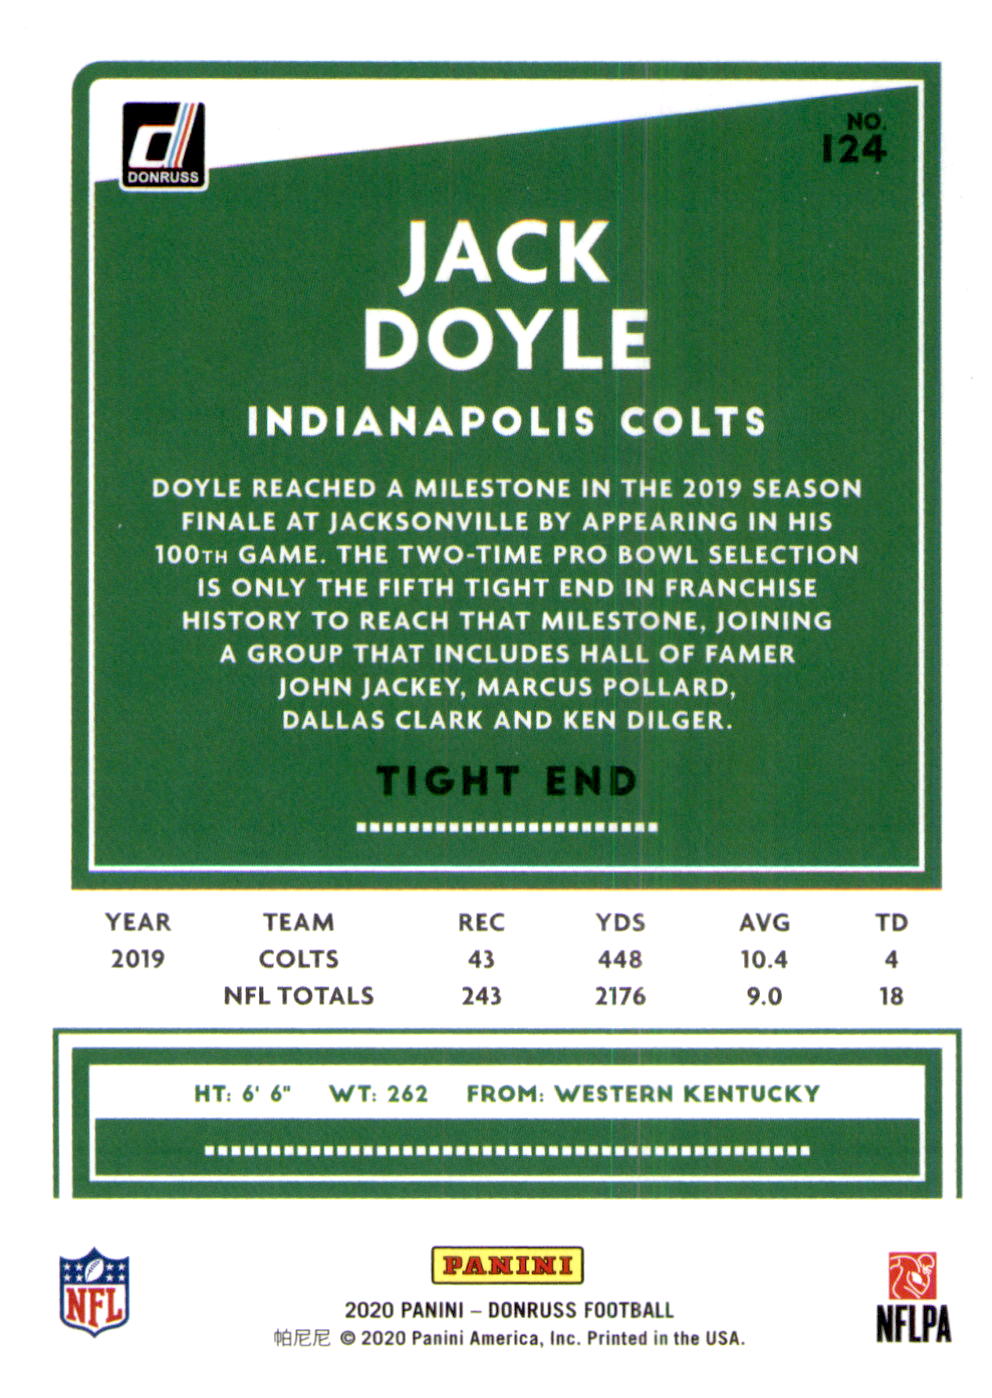 DONRUSS
NO.
124
JACK
DOYLE
INDIANAPOLIS COLTS
DOYLE REACHED A MILESTONE IN THE 2019 SEASON
FINALE AT JACKSONVILLE BY APPEARING IN HIS
100TH GAME. THE TWO-TIME PRO BOWL SELECTION
IS ONLY THE FIFTH TIGHT END IN FRANCHISE
HISTORY TO REACH THAT MILESTONE, JOINING
A GROUP THAT INCLUDES HALL OF FAMER
JOHN JACKEY, MARCUS POLLARD,
DALLAS CLARK AND KEN DILGER.
TIGHT END
YEAR TEAM REC YDS AVG TD
2019 COLTS 43 448 10.4 4
NFL TOTALS 243 2176 9.0 18
HT: 6' 6" WT: 262 FROM: WESTERN KENTUCKY
NFL
PANINI
2020 PANINI – DONRUSS FOOTBALL
帕尼尼 © 2020 Panini America, Inc. Printed in the USA.
NFLPA